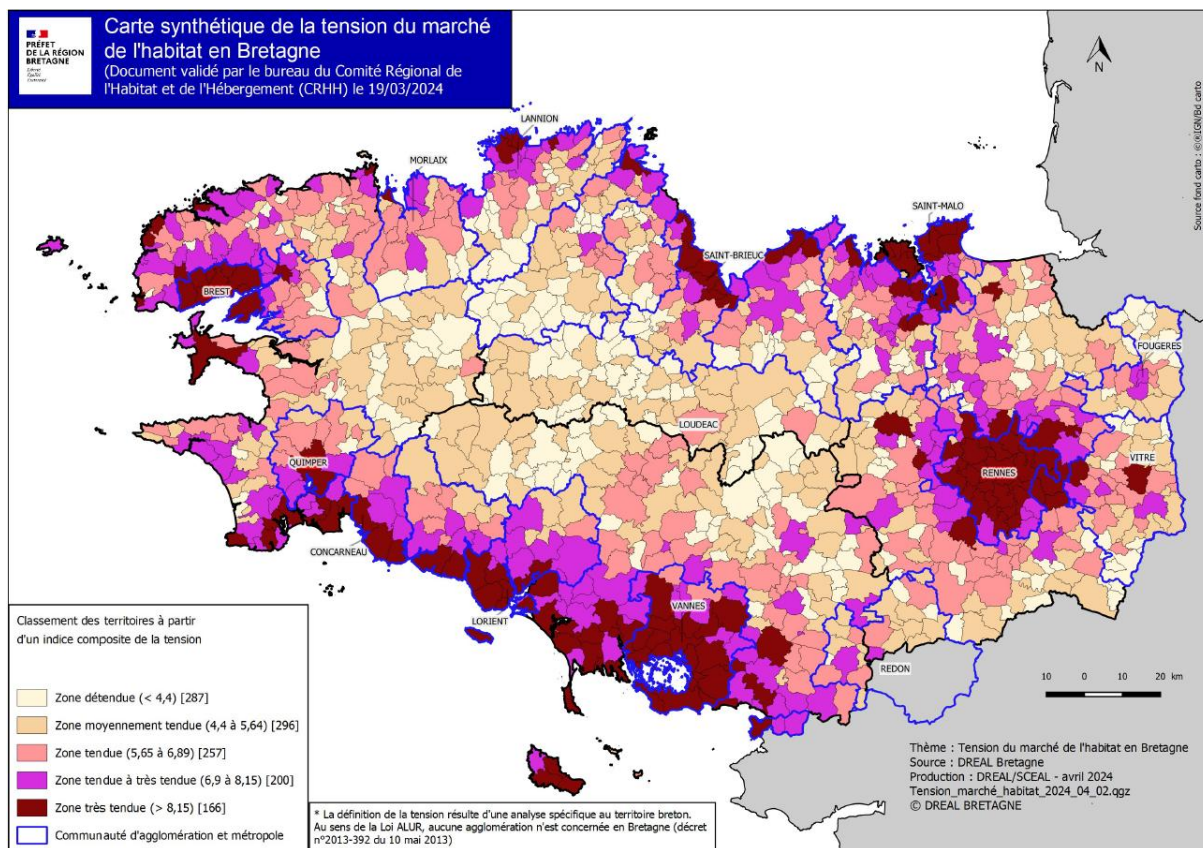 PRÉFET
DE LA RÉGION
BRETAGNE
Liberté
Égalité
Fraternité
Carte synthétique de la tension du marché
de l'habitat en Bretagne
(Document validé par le bureau du Comité Régional de
l'Habitat et de l'Hébergement (CRHH) le 19/03/2024
N
Source fond carto : ©©IGN/Bd carto
LANNION
MORLAIX
SAINT-MALO
SAINT-BRIEUC
BREST
FOUGERES
LOUDEAC
QUIMPER
RENNES
VITRE
CONCARNEAU
VANNES
LORIENT
REDON
Classement des territoires à partir
d'un indice composite de la tension
Zone détendue (< 4,4) [287]
Zone moyennement tendue (4,4 à 5,64) [296]
Zone tendue (5,65 à 6,89) [257]
Zone tendue à très tendue (6,9 à 8,15) [200]
Zone très tendue (> 8,15) [166]
Communauté d'agglomération et métropole
* La définition de la tension résulte d'une analyse spécifique au territoire breton.
Au sens de la Loi ALUR, aucune agglomération n'est concernée en Bretagne (décret
n°2013-392 du 10 mai 2013)
10 0 10 20 km
Thème : Tension du marché de l'habitat en Bretagne
Source : DREAL Bretagne
Production : DREAL/SCEAL - avril 2024
Tension_marché_habitat_2024_04_02.qgz
© DREAL BRETAGNE